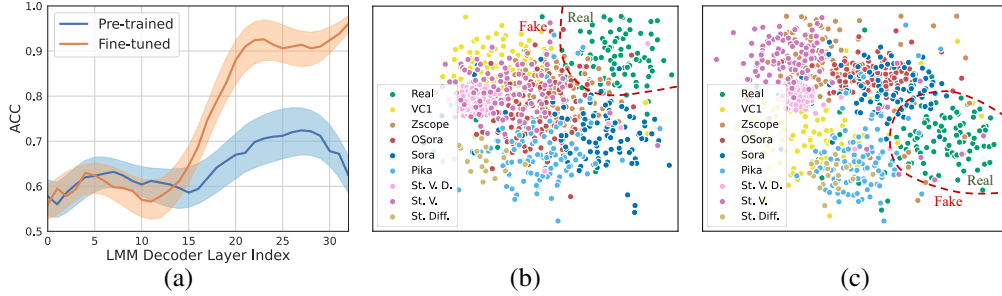 1.0
0.9
0.8
0.7
0.6
0.5
ACC
Pre-trained
Fine-tuned
0 5 10 15 20 25 30
LMM Decoder Layer Index
(a)
Fake
Real
Real
VC1
Zscope
OSora
Sora
Pika
St. V. D.
St. V.
St. Diff.
(b)
Real
VC1
Zscope
OSora
Sora
Pika
St. V. D.
St. V.
St. Diff.
Real
Fake
(c)